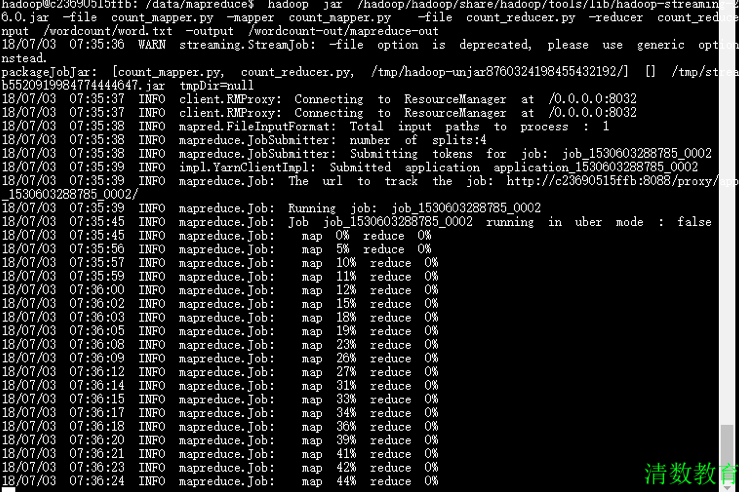 hadoop@c23690515ffb: /data/mapreduce$ hadoop jar /hadoop/hadoop/share/hadoop/tools/lib/hadoop-streaming-2
6.0.jar -file count_mapper.py -mapper count_mapper.py -file count_reducer.py -reducer count_reduce
nput /wordcount/word.txt -output /wordcount-out/mapreduce-out
18/07/03 07:35:36 WARN streaming.StreamJob: -file option is deprecated, please use generic option
nstead.
packageJobJar: [count_mapper.py, count_reducer.py, /tmp/hadoop-unjar8760324198455432192/] [] /tmp/strea
b5520919984774444647.jar tmpDir=null
18/07/03 07:35:37 INFO client.RMProxy: Connecting to ResourceManager at /0.0.0.0:8032
18/07/03 07:35:37 INFO client.RMProxy: Connecting to ResourceManager at /0.0.0.0:8032
18/07/03 07:35:38 INFO mapred.FileInputFormat: Total input paths to process : 1
18/07/03 07:35:38 INFO mapreduce.JobSubmitter: number of splits:4
18/07/03 07:35:38 INFO mapreduce.JobSubmitter: Submitting tokens for job: job_1530603288785_0002
18/07/03 07:35:39 INFO impl.YarnClientImpl: Submitted application application_1530603288785_0002
18/07/03 07:35:39 INFO mapreduce.Job: The url to track the job: http://c23690515ffb:8088/proxy/app
_1530603288785_0002/
18/07/03 07:35:39 INFO mapreduce.Job: Running job: job_1530603288785_0002
18/07/03 07:35:45 INFO mapreduce.Job: Job job_1530603288785_0002 running in uber mode : false
18/07/03 07:35:45 INFO mapreduce.Job: map 0% reduce 0%
18/07/03 07:35:56 INFO mapreduce.Job: map 5% reduce 0%
18/07/03 07:35:57 INFO mapreduce.Job: map 10% reduce 0%
18/07/03 07:35:59 INFO mapreduce.Job: map 11% reduce 0%
18/07/03 07:36:00 INFO mapreduce.Job: map 12% reduce 0%
18/07/03 07:36:02 INFO mapreduce.Job: map 15% reduce 0%
18/07/03 07:36:03 INFO mapreduce.Job: map 18% reduce 0%
18/07/03 07:36:05 INFO mapreduce.Job: map 19% reduce 0%
18/07/03 07:36:08 INFO mapreduce.Job: map 23% reduce 0%
18/07/03 07:36:09 INFO mapreduce.Job: map 26% reduce 0%
18/07/03 07:36:12 INFO mapreduce.Job: map 27% reduce 0%
18/07/03 07:36:14 INFO mapreduce.Job: map 31% reduce 0%
18/07/03 07:36:15 INFO mapreduce.Job: map 33% reduce 0%
18/07/03 07:36:17 INFO mapreduce.Job: map 34% reduce 0%
18/07/03 07:36:18 INFO mapreduce.Job: map 36% reduce 0%
18/07/03 07:36:20 INFO mapreduce.Job: map 39% reduce 0%
18/07/03 07:36:21 INFO mapreduce.Job: map 41% reduce 0%
18/07/03 07:36:23 INFO mapreduce.Job: map 42% reduce 0%
18/07/03 07:36:24 INFO mapreduce.Job: map 44% reduce 0%
清数教育